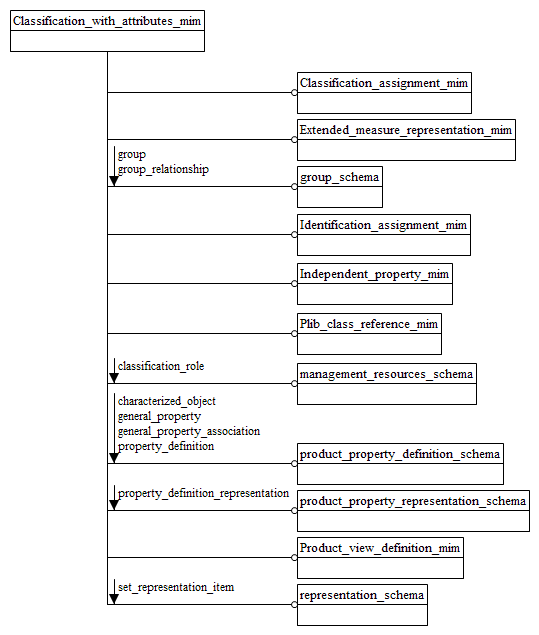 Classification_with_attributes_mim
Classification_assignment_mim
Extended_measure_representation_mim
group
group_relationship
group_schema
Identification_assignment_mim
Independent_property_mim
Plib_class_reference_mim
classification_role
management_resources_schema
characterized_object
general_property
general_property_association
property_definition
product_property_definition_schema
property_definition_representation
product_property_representation_schema
Product_view_definition_mim
set_representation_item
representation_schema